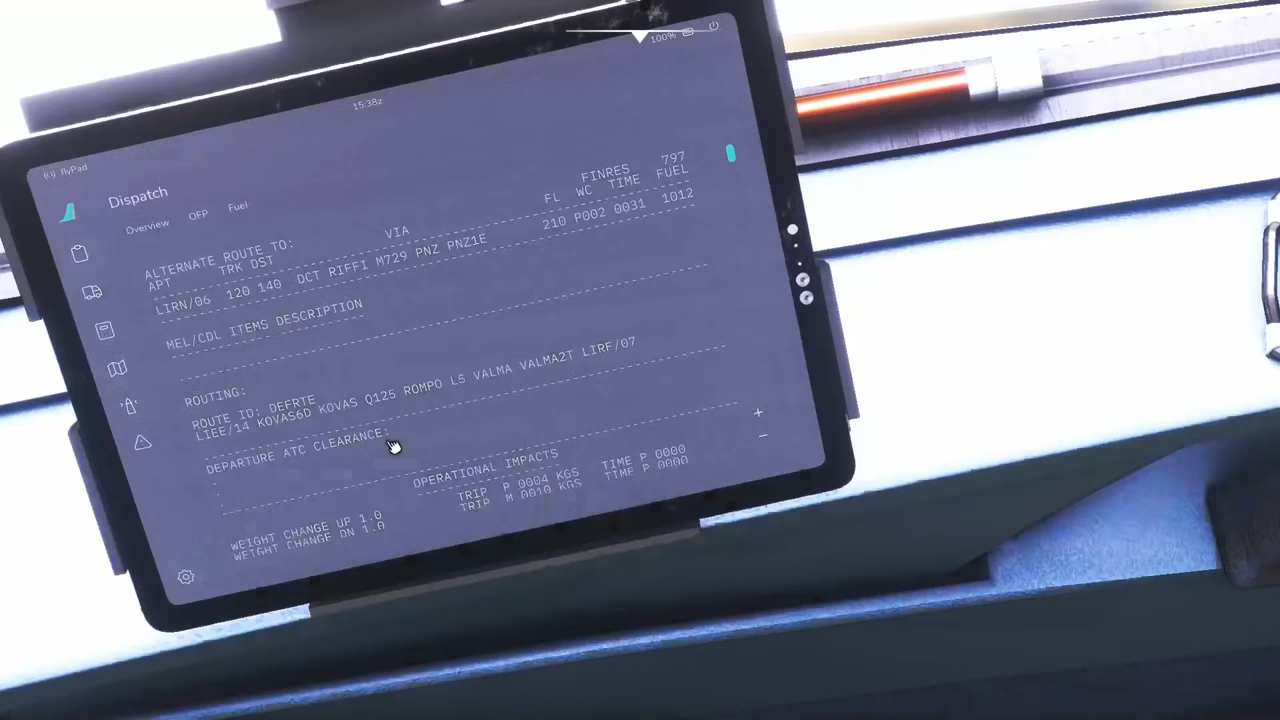 100%
15:38z
flyPad
Dispatch
Overview OFP Fuel
FINRES 797
ALTERNATE ROUTE TO: VIA FL WC TIME FUEL
APT TRK DST
LIRN/06 120 140 DCT RIFFI M729 PNZ PNZ1E 210 P002 0031 1012
MEL/CDL ITEMS DESCRIPTION
ROUTING:
ROUTE ID: DEFRTE
LIEE/14 KOVAS6D KOVAS Q125 ROMPO L5 VALMA VALMA2T LIRF/07
DEPARTURE ATC CLEARANCE:
.
.
OPERATIONAL IMPACTS
WEIGHT CHANGE UP 1.0 TRIP P 0004 KGS TIME P 0000
WEIGHT CHANGE DN 1.0 TRIP M 0010 KGS TIME P 0000
+
−